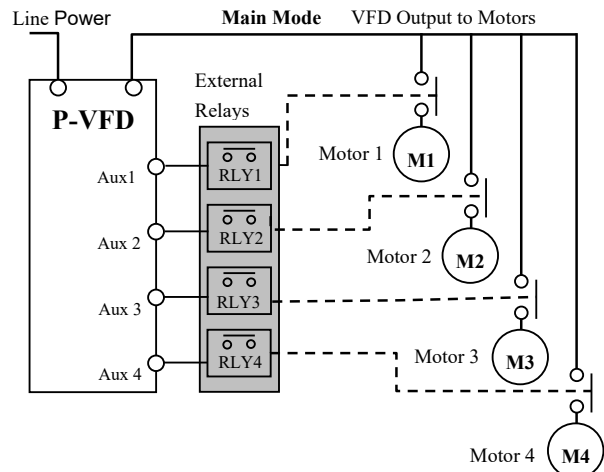 Line Power
Main Mode
VFD Output to Motors
P-VFD
External
Relays
Aux1
RLY1
Motor 1
M1
Aux 2
RLY2
Motor 2
M2
Aux 3
RLY3
Motor 3
M3
Aux 4
RLY4
Motor 4
M4